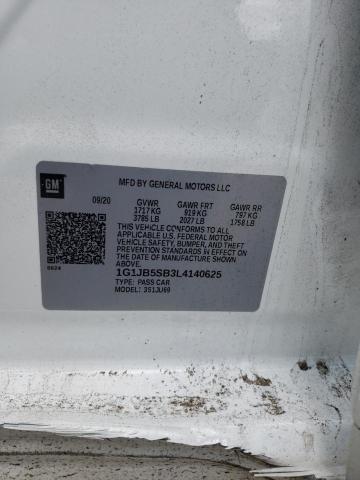 GM
MFD BY GENERAL MOTORS LLC
09/20 GVWR GAWR FRT GAWR RR
1717 KG 919 KG 797 KG
3785 LB 2027 LB 1758 LB
THIS VEHICLE CONFORMS TO ALL
APPLICABLE U.S. FEDERAL MOTOR
VEHICLE SAFETY, BUMPER, AND THEFT
PREVENTION STANDARDS IN EFFECT ON
THE DATE OF MANUFACTURE SHOWN ABOVE.
0624
1G1JB5SB3L4140625
TYPE: PASS CAR
MODEL: 3S1JU69